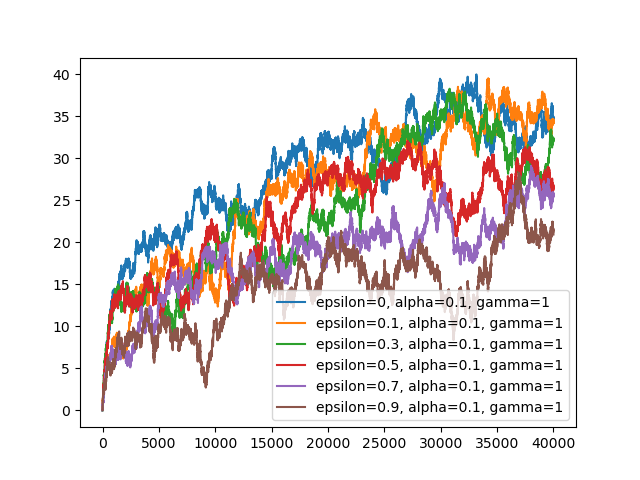 40
35
30
25
20
15
10
5
0
epsilon=0, alpha=0.1, gamma=1
epsilon=0.1, alpha=0.1, gamma=1
epsilon=0.3, alpha=0.1, gamma=1
epsilon=0.5, alpha=0.1, gamma=1
epsilon=0.7, alpha=0.1, gamma=1
epsilon=0.9, alpha=0.1, gamma=1
0 5000 10000 15000 20000 25000 30000 35000 40000